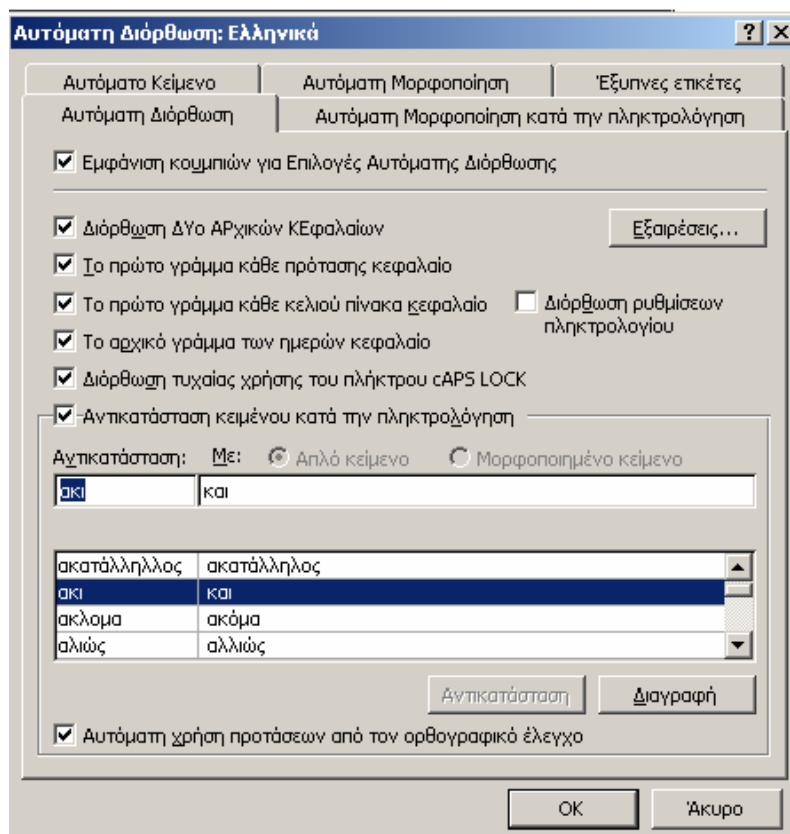 Αυτόματη Διόρθωση: Ελληνικά
Αυτόματο Κείμενο Αυτόματη Μορφοποίηση Έξυπνες ετικέτες
Αυτόματη Διόρθωση Αυτόματη Μορφοποίηση κατά την πληκτρολόγηση
Εμφάνιση κουμπιών για Επιλογές Αυτόματης Διόρθωσης
Διόρθωση ΔΥο ΑΡχικών ΚΕφαλαίων Εξαιρέσεις...
Το πρώτο γράμμα κάθε πρότασης κεφαλαίο
Το πρώτο γράμμα κάθε κελιού πίνακα κεφαλαίο Διόρθωση ρυθμίσεων
πληκτρολογίου
Το αρχικό γράμμα των ημερών κεφαλαίο
Διόρθωση τυχαίας χρήσης του πλήκτρου cAPS LOCK
Αντικατάσταση κειμένου κατά την πληκτρολόγηση
Αντικατάσταση: Με: Απλό κείμενο Μορφοποιημένο κείμενο
ακι και
ακατάλληλλος ακατάλληλος
ακι και
ακλομα ακόμα
αλιώς αλλιώς
Αντικατάσταση Διαγραφή
Αυτόματη χρήση προτάσεων από τον ορθογραφικό έλεγχο
OK Άκυρο